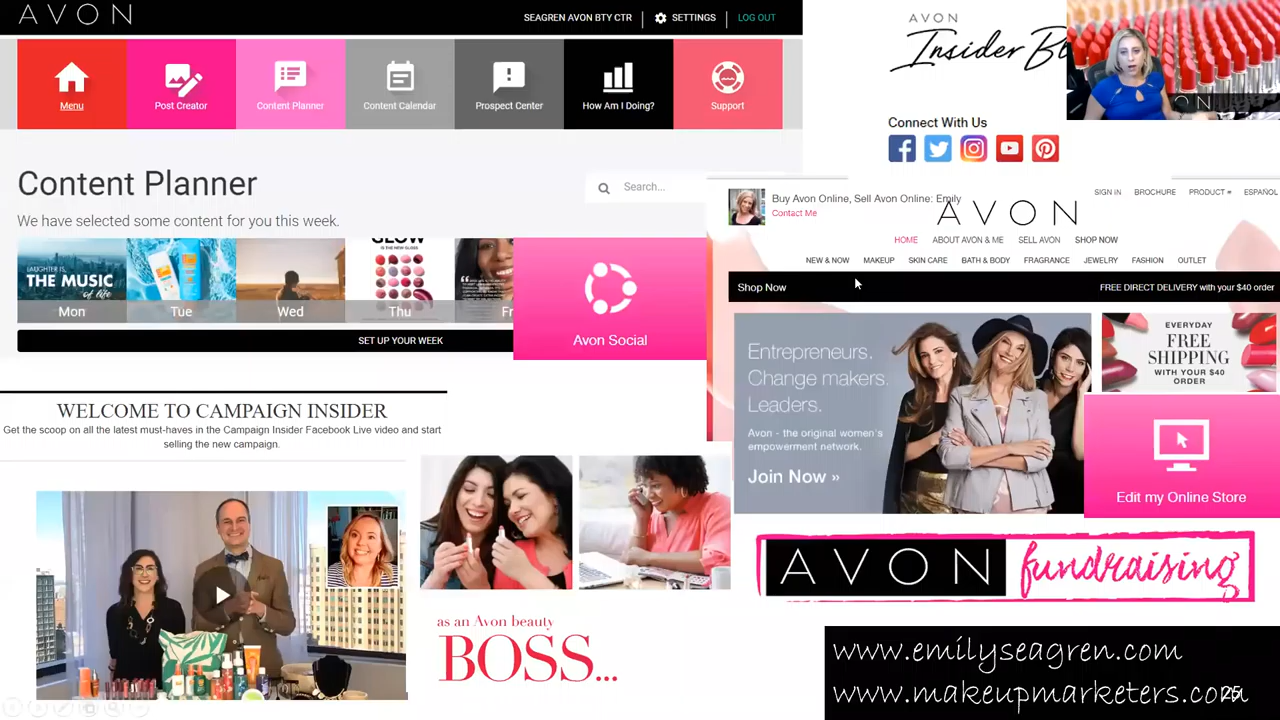 AVON
SEAGREN AVON BTY CTR
SETTINGS
LOG OUT
Menu
Post Creator
Content Planner
Content Calendar
Prospect Center
How Am I Doing?
Support
Content Planner
Search...
We have selected some content for you this week.
LAUGHTER IS
THE MUSIC
of life
GLOW
IS THE NEW GLOSS
Mon
Tue
Wed
Thu
SET UP YOUR WEEK
Avon Social
AVON
Insider
Connect With Us
Buy Avon Online, Sell Avon Online: Emily
Contact Me
SIGN IN
BROCHURE
PRODUCT #
ESPAÑOL
AVON
HOME
ABOUT AVON & ME
SELL AVON
SHOP NOW
NEW & NOW
MAKEUP
SKIN CARE
BATH & BODY
FRAGRANCE
JEWELRY
FASHION
OUTLET
Shop Now
FREE DIRECT DELIVERY with your $40 order
Entrepreneurs.
Change makers.
Leaders.
Avon - the original women's
empowerment network.
Join Now »
EVERYDAY
FREE
SHIPPING
WITH YOUR $40
ORDER
Edit my Online Store
WELCOME TO CAMPAIGN INSIDER
Get the scoop on all the latest must-haves in the Campaign Insider Facebook Live video and start
selling the new campaign.
as an Avon beauty
BOSS...
AVON fundraising
www.emilyseagren.com
www.makeupmarketers.com
25